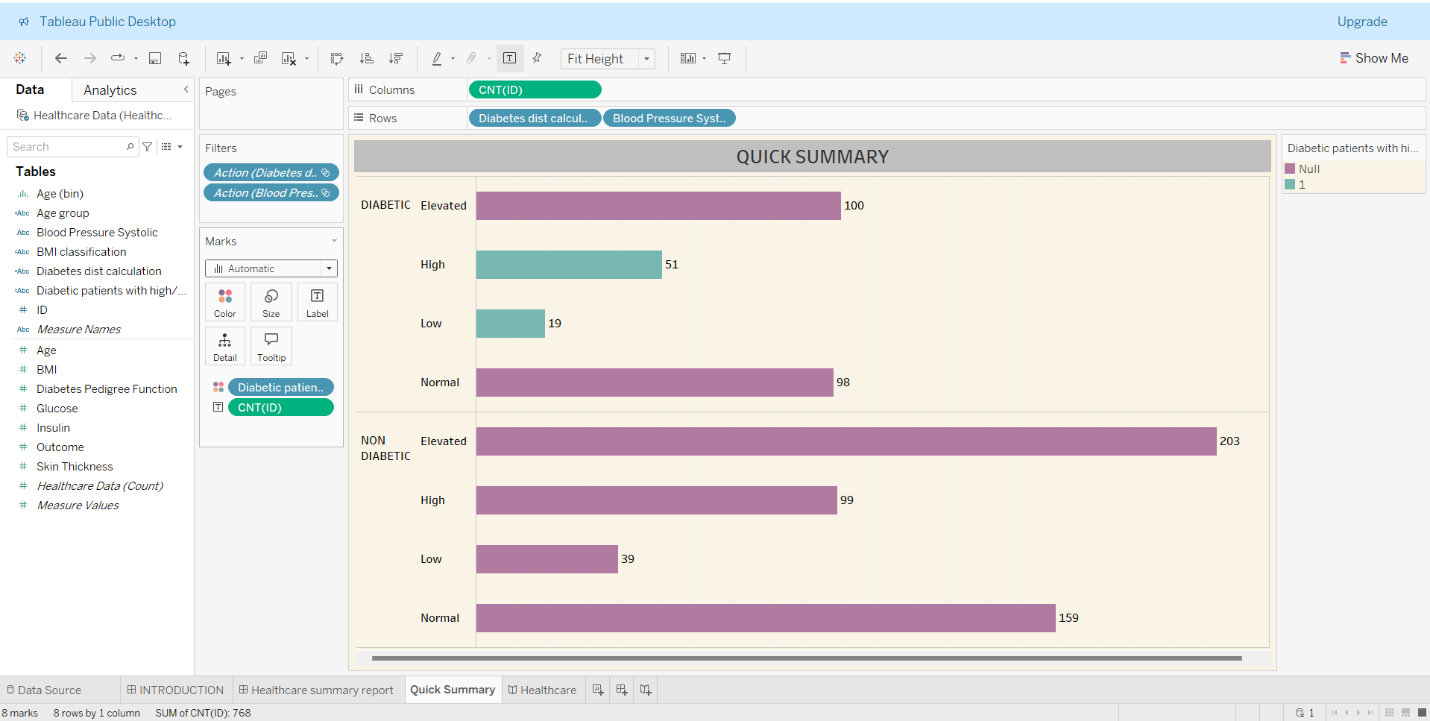 Tableau Public Desktop
Upgrade
Fit Height
Show Me
Data
Analytics
Healthcare Data (Healthc...
Search
Tables
Age (bin)
Age group
Blood Pressure Systolic
BMI classification
Diabetes dist calculation
Diabetic patients with high/...
ID
Measure Names
Age
BMI
Diabetes Pedigree Function
Glucose
Insulin
Outcome
Skin Thickness
Healthcare Data (Count)
Measure Values
Pages
Filters
Action (Diabetes d..
Action (Blood Pres..
Marks
Automatic
Color
Size
Label
Detail
Tooltip
Diabetic patien..
CNT(ID)
Columns
CNT(ID)
Rows
Diabetes dist calcul..
Blood Pressure Syst..
QUICK SUMMARY
DIABETIC
Elevated
100
High
51
Low
19
Normal
98
NON
DIABETIC
Elevated
203
High
99
Low
39
Normal
159
Diabetic patients with hi...
Null
1
Data Source
INTRODUCTION
Healthcare summary report
Quick Summary
Healthcare
8 marks
8 rows by 1 column
SUM of CNT(ID): 768
1